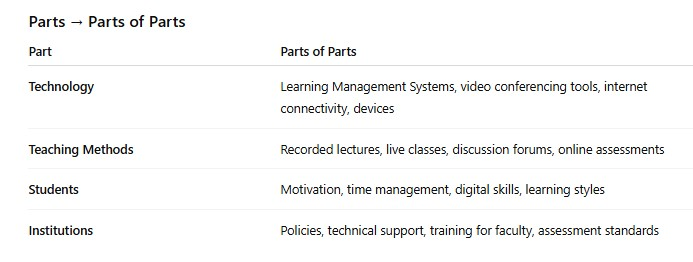 Parts → Parts of Parts
Part Parts of Parts
Technology Learning Management Systems, video conferencing tools, internet
connectivity, devices
Teaching Methods Recorded lectures, live classes, discussion forums, online assessments
Students Motivation, time management, digital skills, learning styles
Institutions Policies, technical support, training for faculty, assessment standards